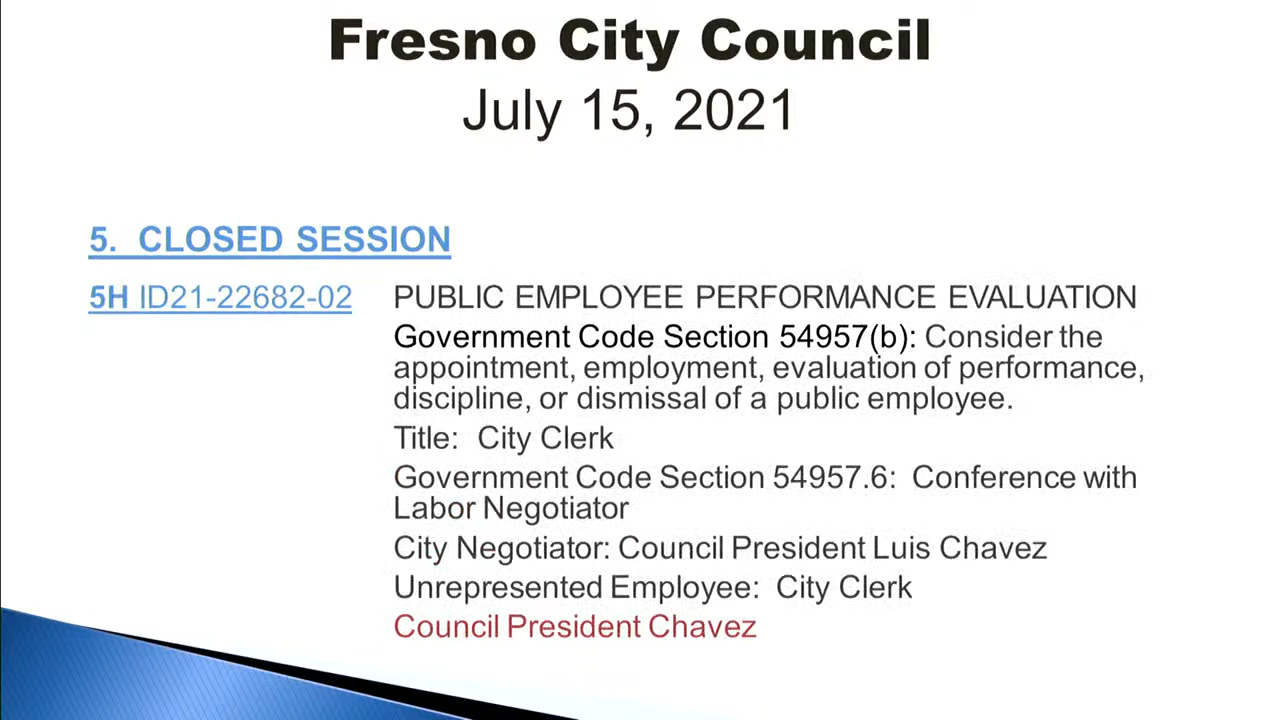 Fresno City Council
July 15, 2021
5. CLOSED SESSION
5H ID21-22682-02 PUBLIC EMPLOYEE PERFORMANCE EVALUATION
Government Code Section 54957(b): Consider the
appointment, employment, evaluation of performance,
discipline, or dismissal of a public employee.
Title: City Clerk
Government Code Section 54957.6: Conference with
Labor Negotiator
City Negotiator: Council President Luis Chavez
Unrepresented Employee: City Clerk
Council President Chavez